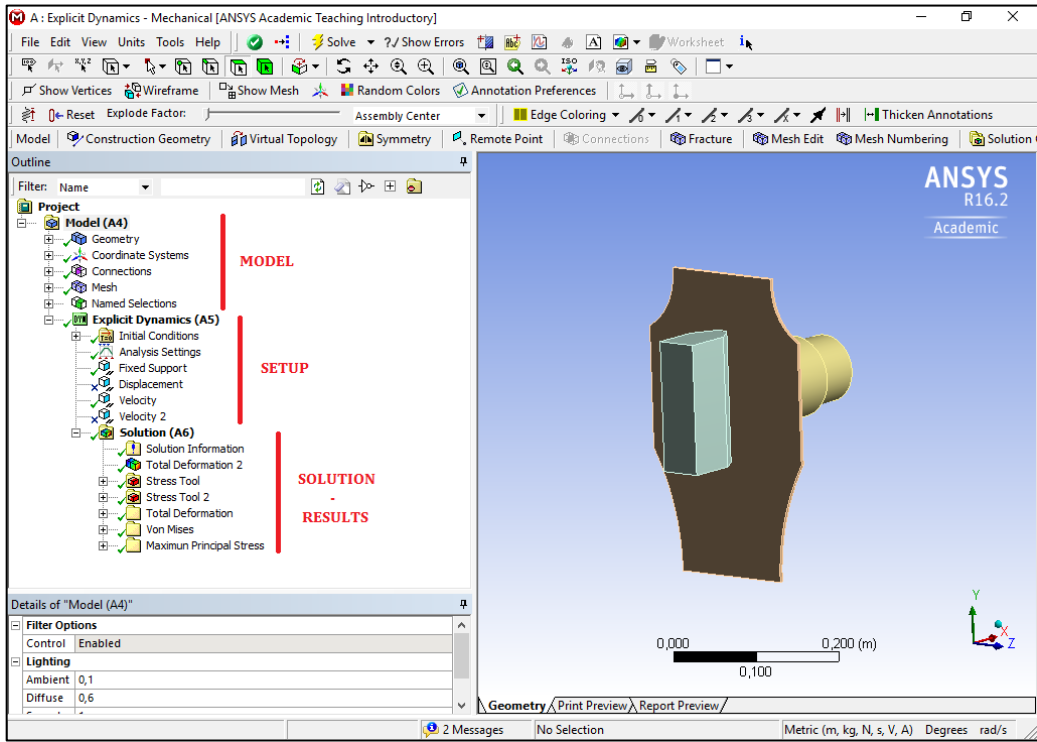 A : Explicit Dynamics - Mechanical [ANSYS Academic Teaching Introductory]
File Edit View Units Tools Help Solve ?/ Show Errors A Worksheet
ISO
Show Vertices Wireframe Show Mesh Random Colors Annotation Preferences
Reset Explode Factor: Assembly Center Edge Coloring Thicken Annotations
Model Construction Geometry Virtual Topology Symmetry Remote Point Connections Fracture Mesh Edit Mesh Numbering Solution
Outline
Filter: Name
Project
Model (A4)
Geometry
Coordinate Systems
Connections
Mesh
Named Selections
MODEL
Explicit Dynamics (A5)
Initial Conditions
Analysis Settings
Fixed Support
Displacement
Velocity
Velocity 2
SETUP
Solution (A6)
Solution Information
Total Deformation 2
Stress Tool
Stress Tool 2
Total Deformation
Von Mises
Maximun Principal Stress
SOLUTION
-
RESULTS
ANSYS
R16.2
Academic
Y
X
Z
0,000 0,200 (m)
0,100
Details of "Model (A4)"
Filter Options
Control Enabled
Lighting
Ambient 0,1
Diffuse 0,6
Geometry Print Preview Report Preview
2 Messages No Selection Metric (m, kg, N, s, V, A) Degrees rad/s